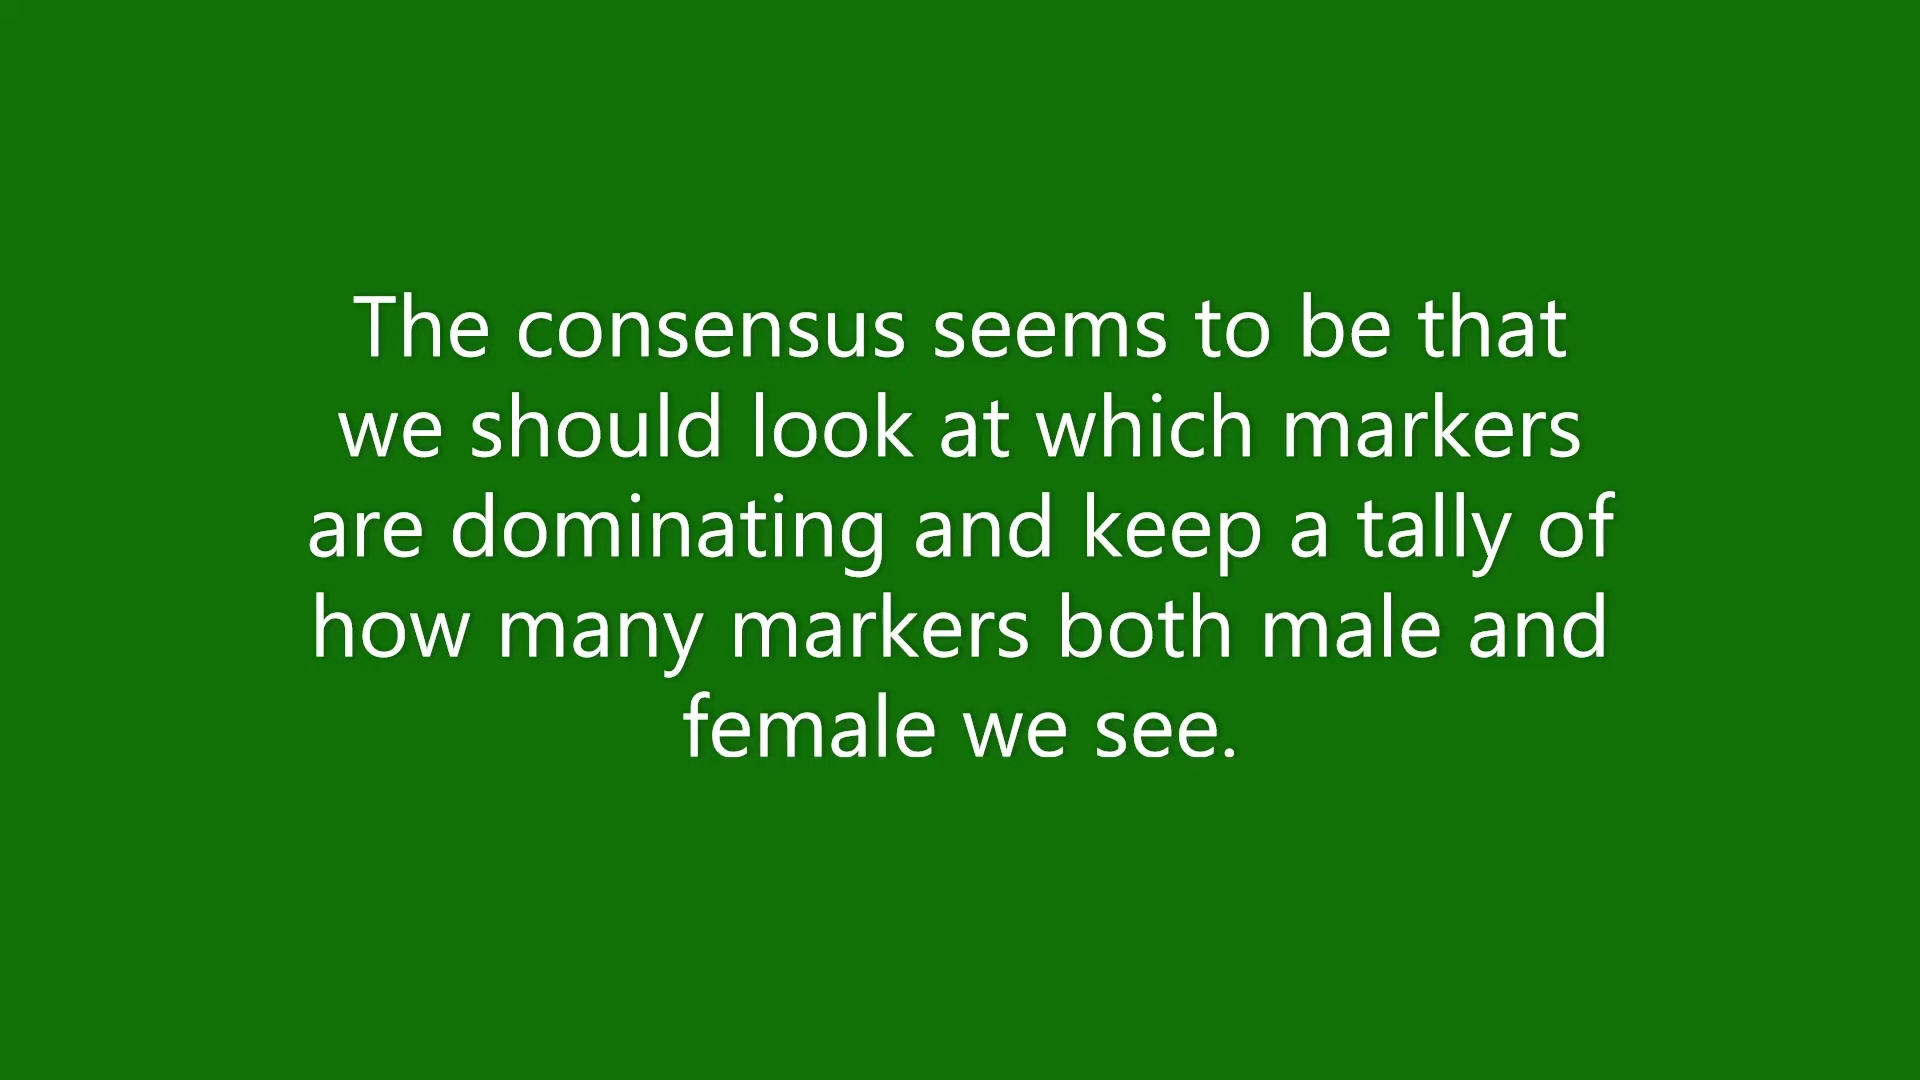 The consensus seems to be that
we should look at which markers
are dominating and keep a tally of
how many markers both male and
female we see.